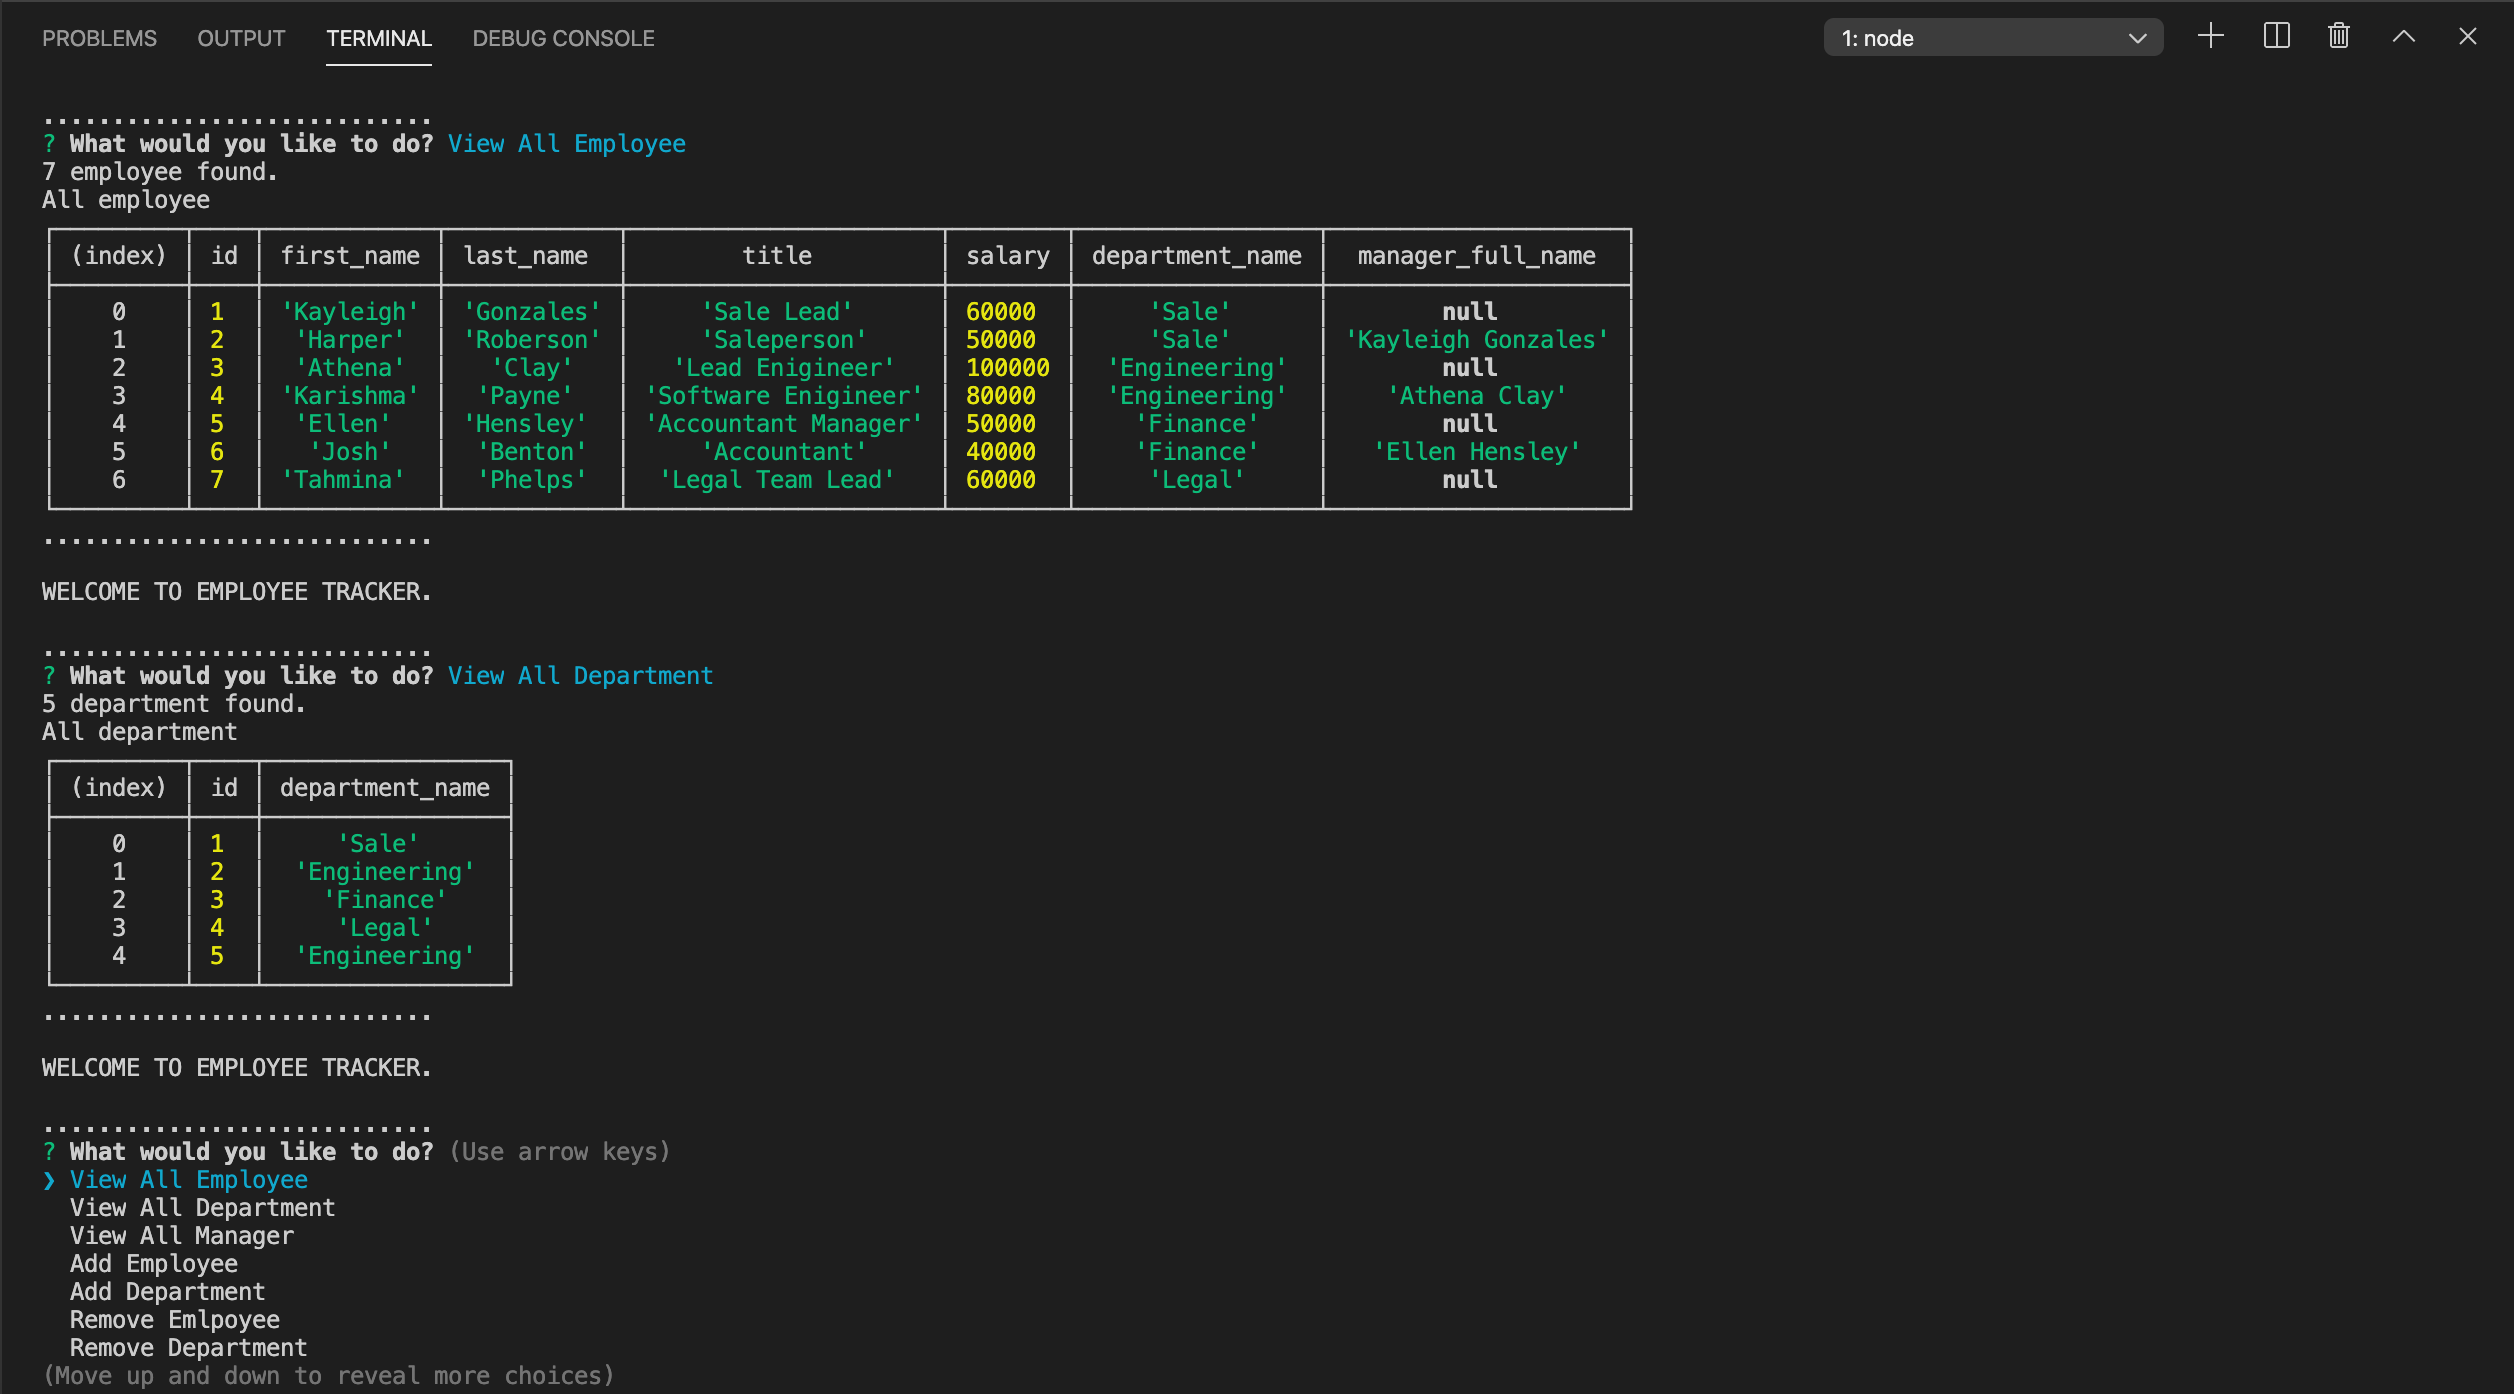 PROBLEMS OUTPUT TERMINAL DEBUG CONSOLE 1: node
............................
? What would you like to do? View All Employee
7 employee found.
All employee
(index) id first_name last_name title salary department_name manager_full_name
0 1 'Kayleigh' 'Gonzales' 'Sale Lead' 60000 'Sale' null
1 2 'Harper' 'Roberson' 'Saleperson' 50000 'Sale' 'Kayleigh Gonzales'
2 3 'Athena' 'Clay' 'Lead Enigineer' 100000 'Engineering' null
3 4 'Karishma' 'Payne' 'Software Enigineer' 80000 'Engineering' 'Athena Clay'
4 5 'Ellen' 'Hensley' 'Accountant Manager' 50000 'Finance' null
5 6 'Josh' 'Benton' 'Accountant' 40000 'Finance' 'Ellen Hensley'
6 7 'Tahmina' 'Phelps' 'Legal Team Lead' 60000 'Legal' null
............................
WELCOME TO EMPLOYEE TRACKER.
............................
? What would you like to do? View All Department
5 department found.
All department
(index) id department_name
0 1 'Sale'
1 2 'Engineering'
2 3 'Finance'
3 4 'Legal'
4 5 'Engineering'
............................
WELCOME TO EMPLOYEE TRACKER.
............................
? What would you like to do? (Use arrow keys)
❯ View All Employee
View All Department
View All Manager
Add Employee
Add Department
Remove Emlpoyee
Remove Department
(Move up and down to reveal more choices)